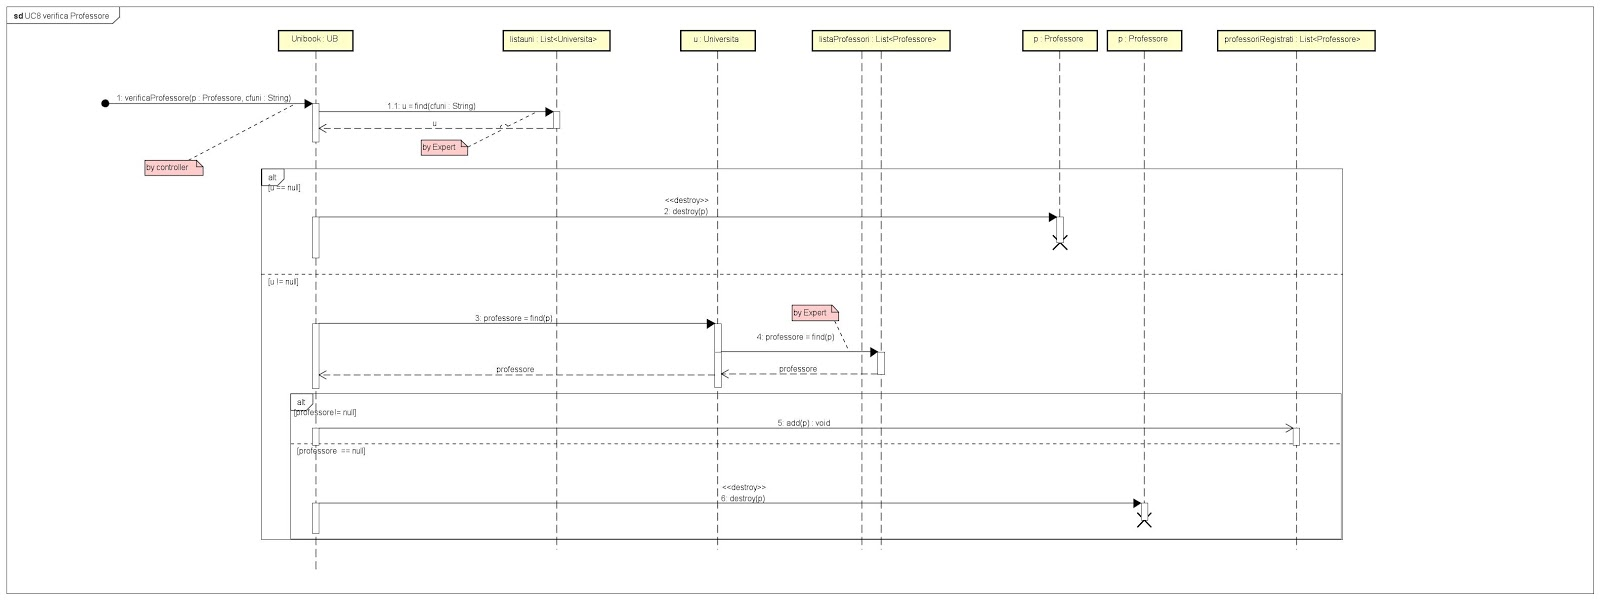 sd UC8 verifica Professore
Unibook : UB
listauni : List<Universita>
u : Universita
listaProfessori : List<Professore>
p : Professore
p : Professore
professoriRegistrati : List<Professore>
1: verificaProfessore(p : Professore, cfuni : String)
1.1: u = find(cfuni : String)
u
by Expert
by controller
alt
[u == null]
<<destroy>>
2: destroy(p)
[u != null]
by Expert
3: professore = find(p)
4: professore = find(p)
professore
professore
alt
[professore!= null]
5: add(p) : void
[professore == null]
<<destroy>>
6: destroy(p)